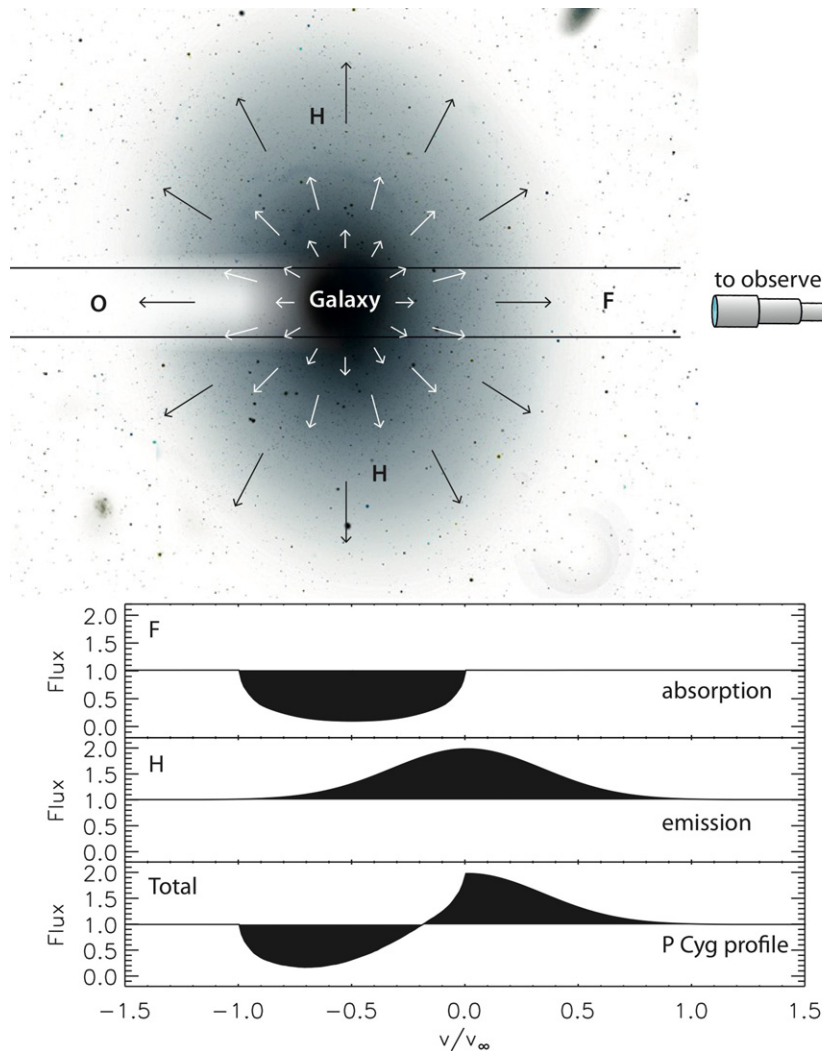 H
to observe
O
Galaxy
F
H
2.0
F
1.5
1.0
0.5
absorption
0.0
Flux
2.0
H
1.5
1.0
0.5
emission
0.0
Flux
2.0
Total
1.5
1.0
0.5
P Cyg profile
0.0
Flux
−1.5 −1.0 −0.5 0.0 0.5 1.0 1.5
v/v∞